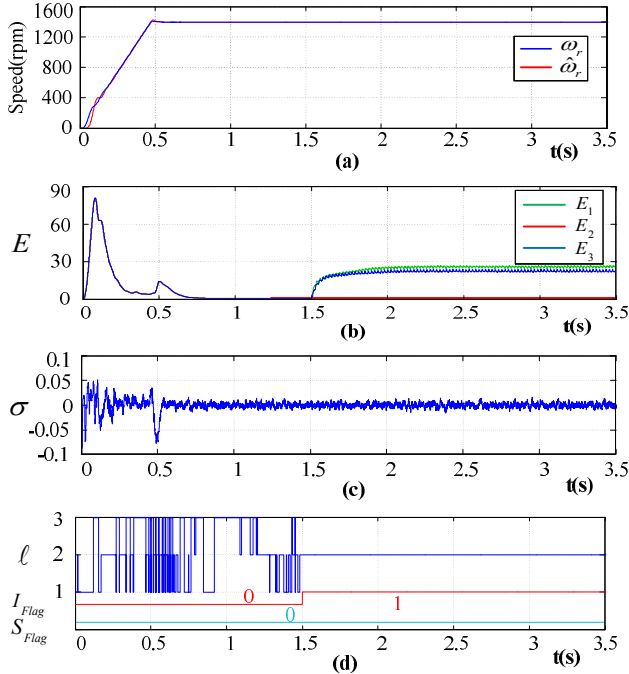 1600
1200
800
400
0
Speed(rpm)
ω_r
ω̂_r
0 0.5 1 1.5 2 2.5 3 3.5
t(s)
(a)
90
60
30
0
E
E_1
E_2
E_3
0 0.5 1 1.5 2 2.5 3 3.5
t(s)
(b)
0.1
0.05
0
-0.05
-0.1
σ
0 0.5 1 1.5 2 2.5 3 3.5
t(s)
(c)
3
2
1
ℓ
I_Flag
S_Flag
0
1
0
0 0.5 1 1.5 2 2.5 3 3.5
t(s)
(d)